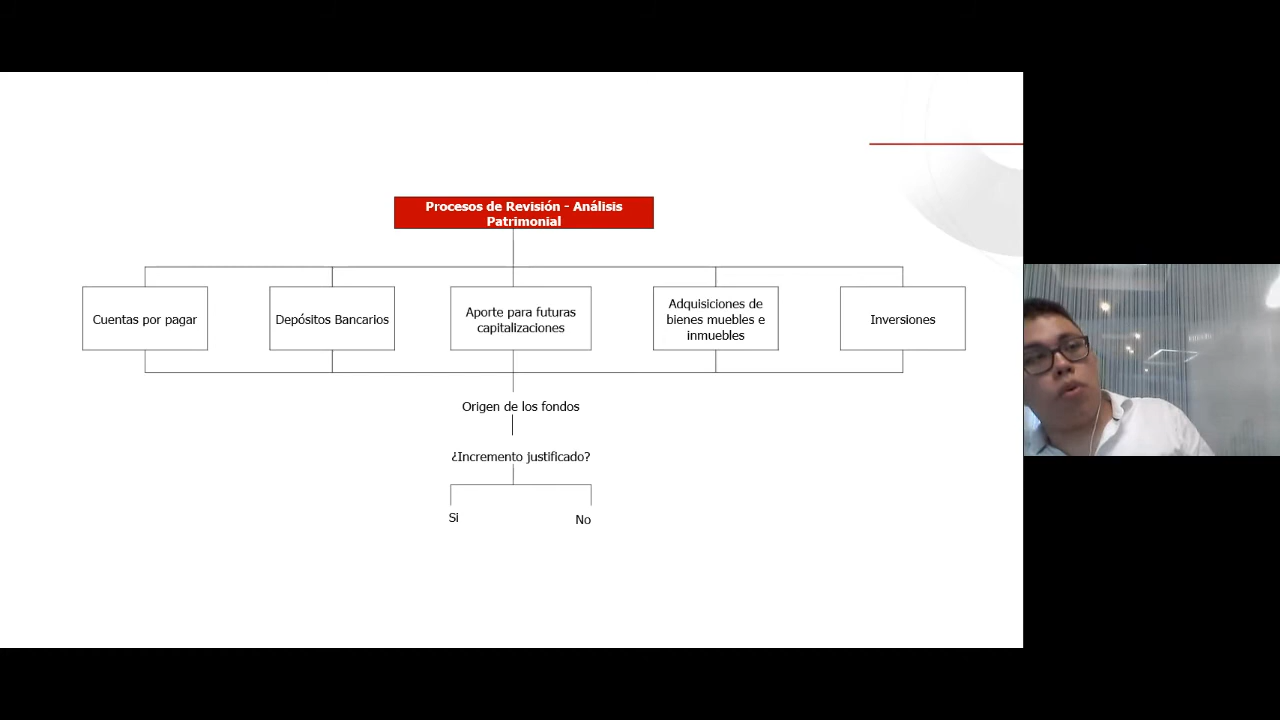 Procesos de Revisión - Análisis
Patrimonial
Cuentas por pagar
Depósitos Bancarios
Aporte para futuras
capitalizaciones
Adquisiciones de
bienes muebles e
inmuebles
Inversiones
Origen de los fondos
¿Incremento justificado?
Si
No